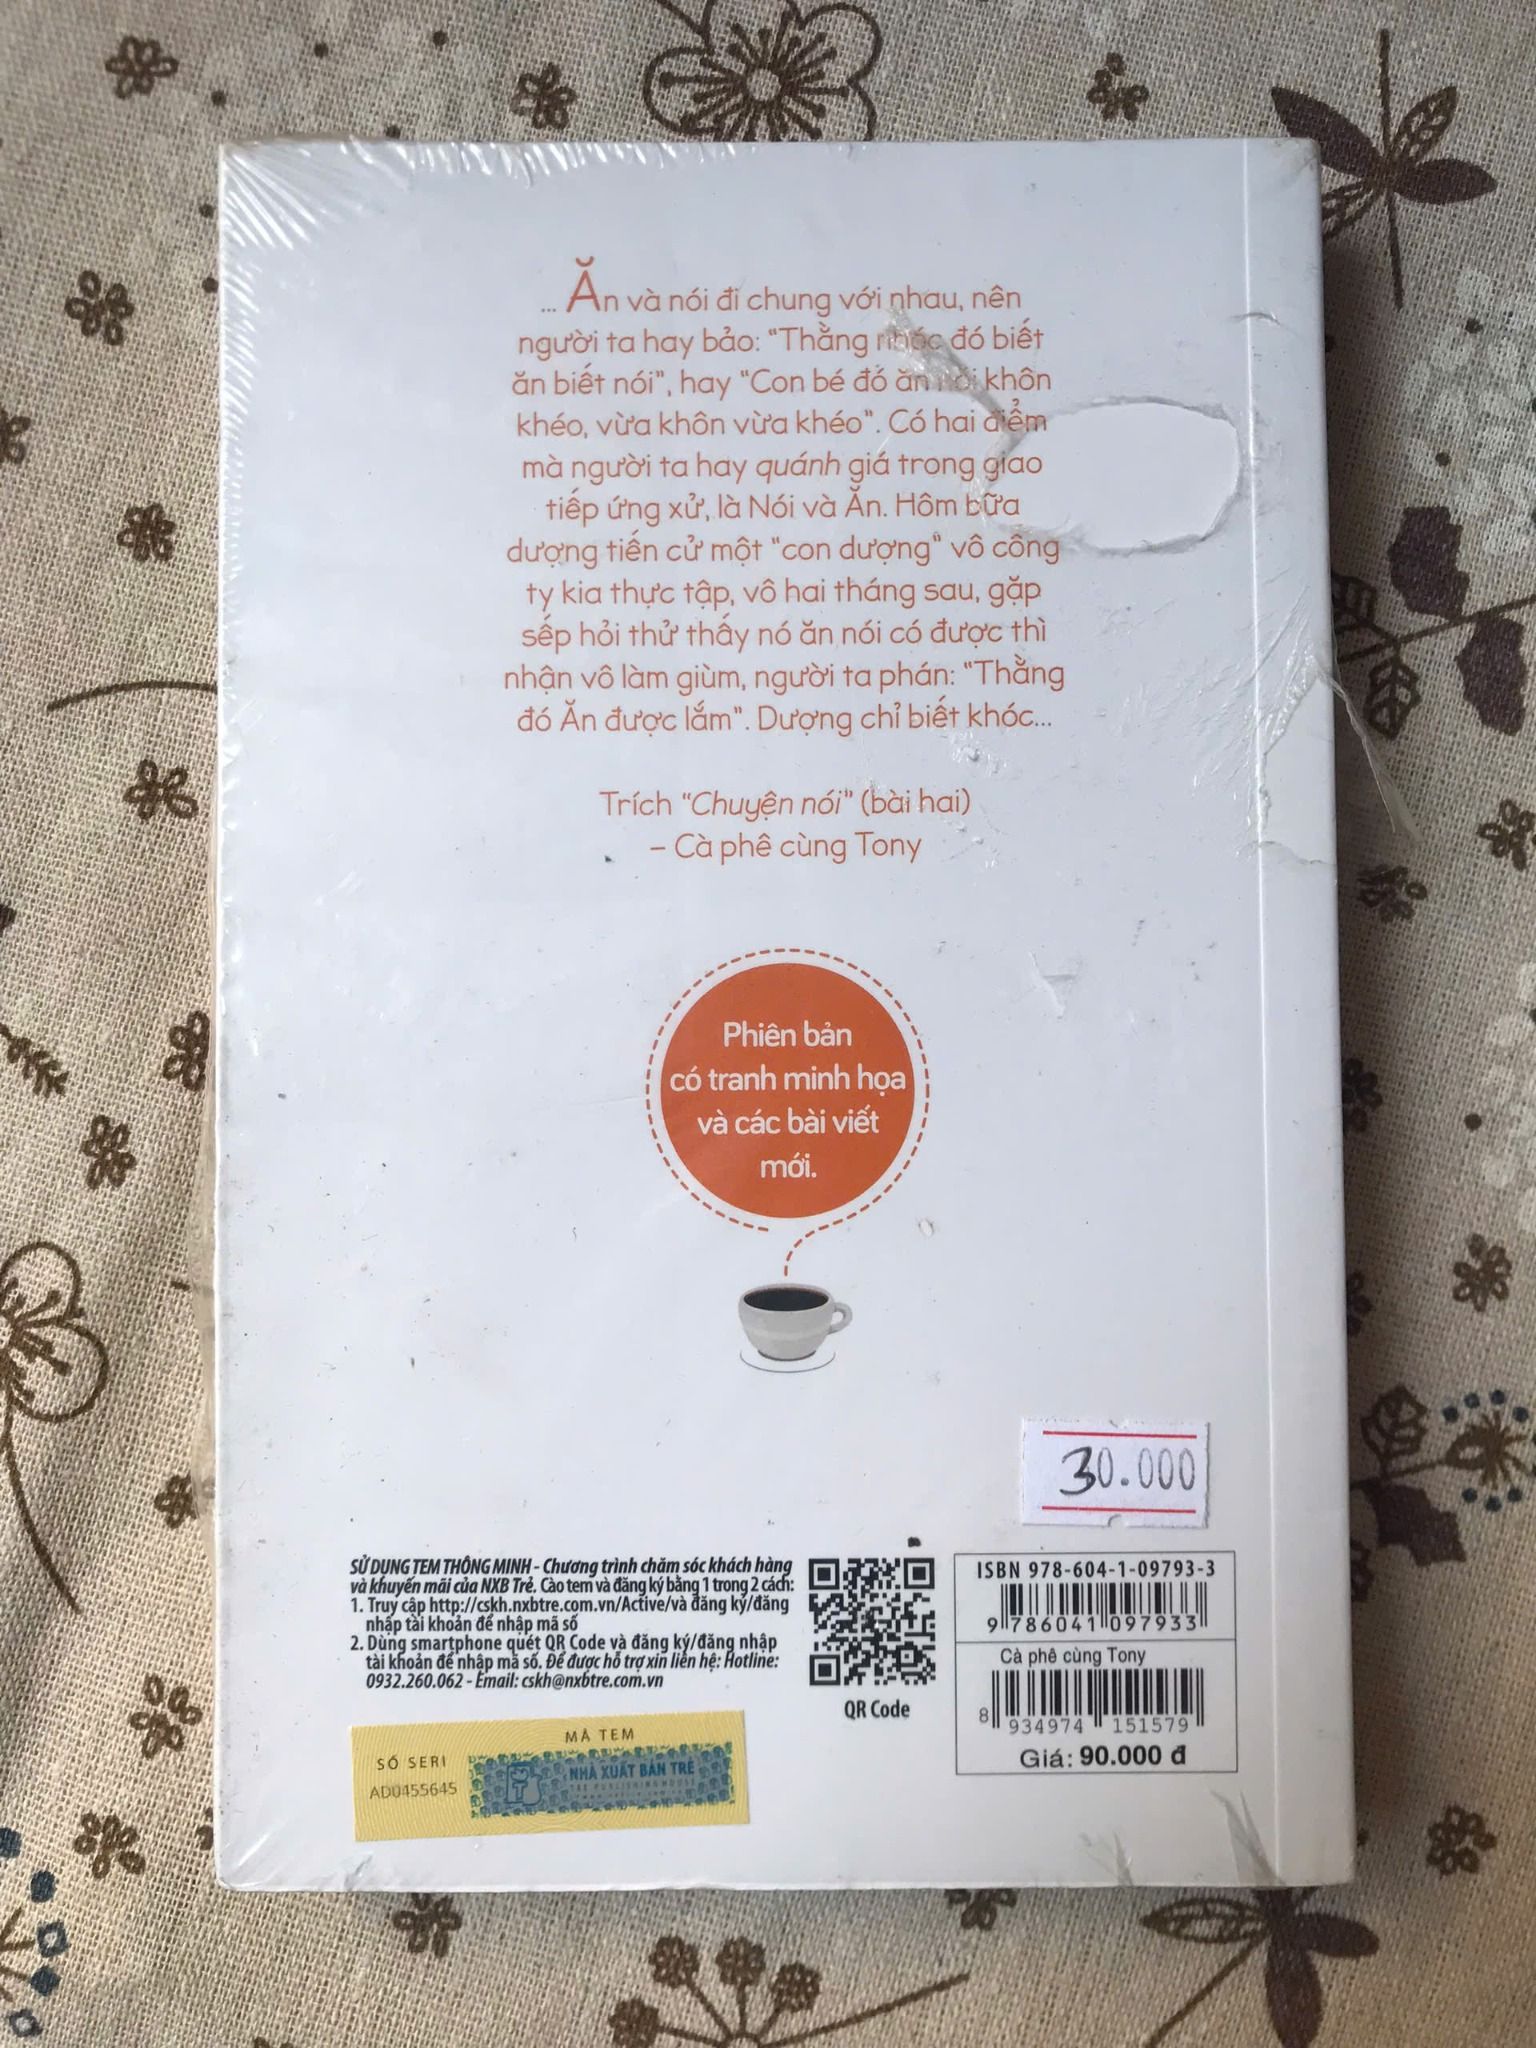 ... Ăn và nói đi chung với nhau, nên
người ta hay bảo: "Thằng nhóc đó biết
ăn biết nói", hay "Con bé đó ăn nói khôn
khéo, vừa khôn vừa khéo". Có hai điểm
mà người ta hay quánh giá trong giao
tiếp ứng xử, là Nói và Ăn. Hôm bữa
dượng tiến cử một "con dượng" vô công
ty kia thực tập, vô hai tháng sau, gặp
sếp hỏi thử thấy nó ăn nói có được thì
nhận vô làm giùm, người ta phán: "Thằng
đó Ăn được lắm". Dượng chỉ biết khóc...
Trích "Chuyện nói" (bài hai)
– Cà phê cùng Tony
Phiên bản
có tranh minh họa
và các bài viết
mới.
30.000
SỬ DỤNG TEM THÔNG MINH - Chương trình chăm sóc khách hàng
và khuyến mãi của NXB Trẻ. Cào tem và đăng ký bằng 1 trong 2 cách:
1. Truy cập http://cskh.nxbtre.com.vn/Active/và đăng ký/đăng
nhập tài khoản để nhập mã số
2. Dùng smartphone quét QR Code và đăng ký/đăng nhập
tài khoản để nhập mã số. Để được hỗ trợ xin liên hệ: Hotline:
0932.260.062 - Email: cskh@nxbtre.com.vn
QR Code
ISBN 978-604-1-09793-3
9 786041 097933
Cà phê cùng Tony
8 934974 151579
Giá: 90.000 đ
MÃ TEM
SỐ SERI
AD0455645
NHÀ XUẤT BẢN TRẺ
TRE PUBLISHING HOUSE